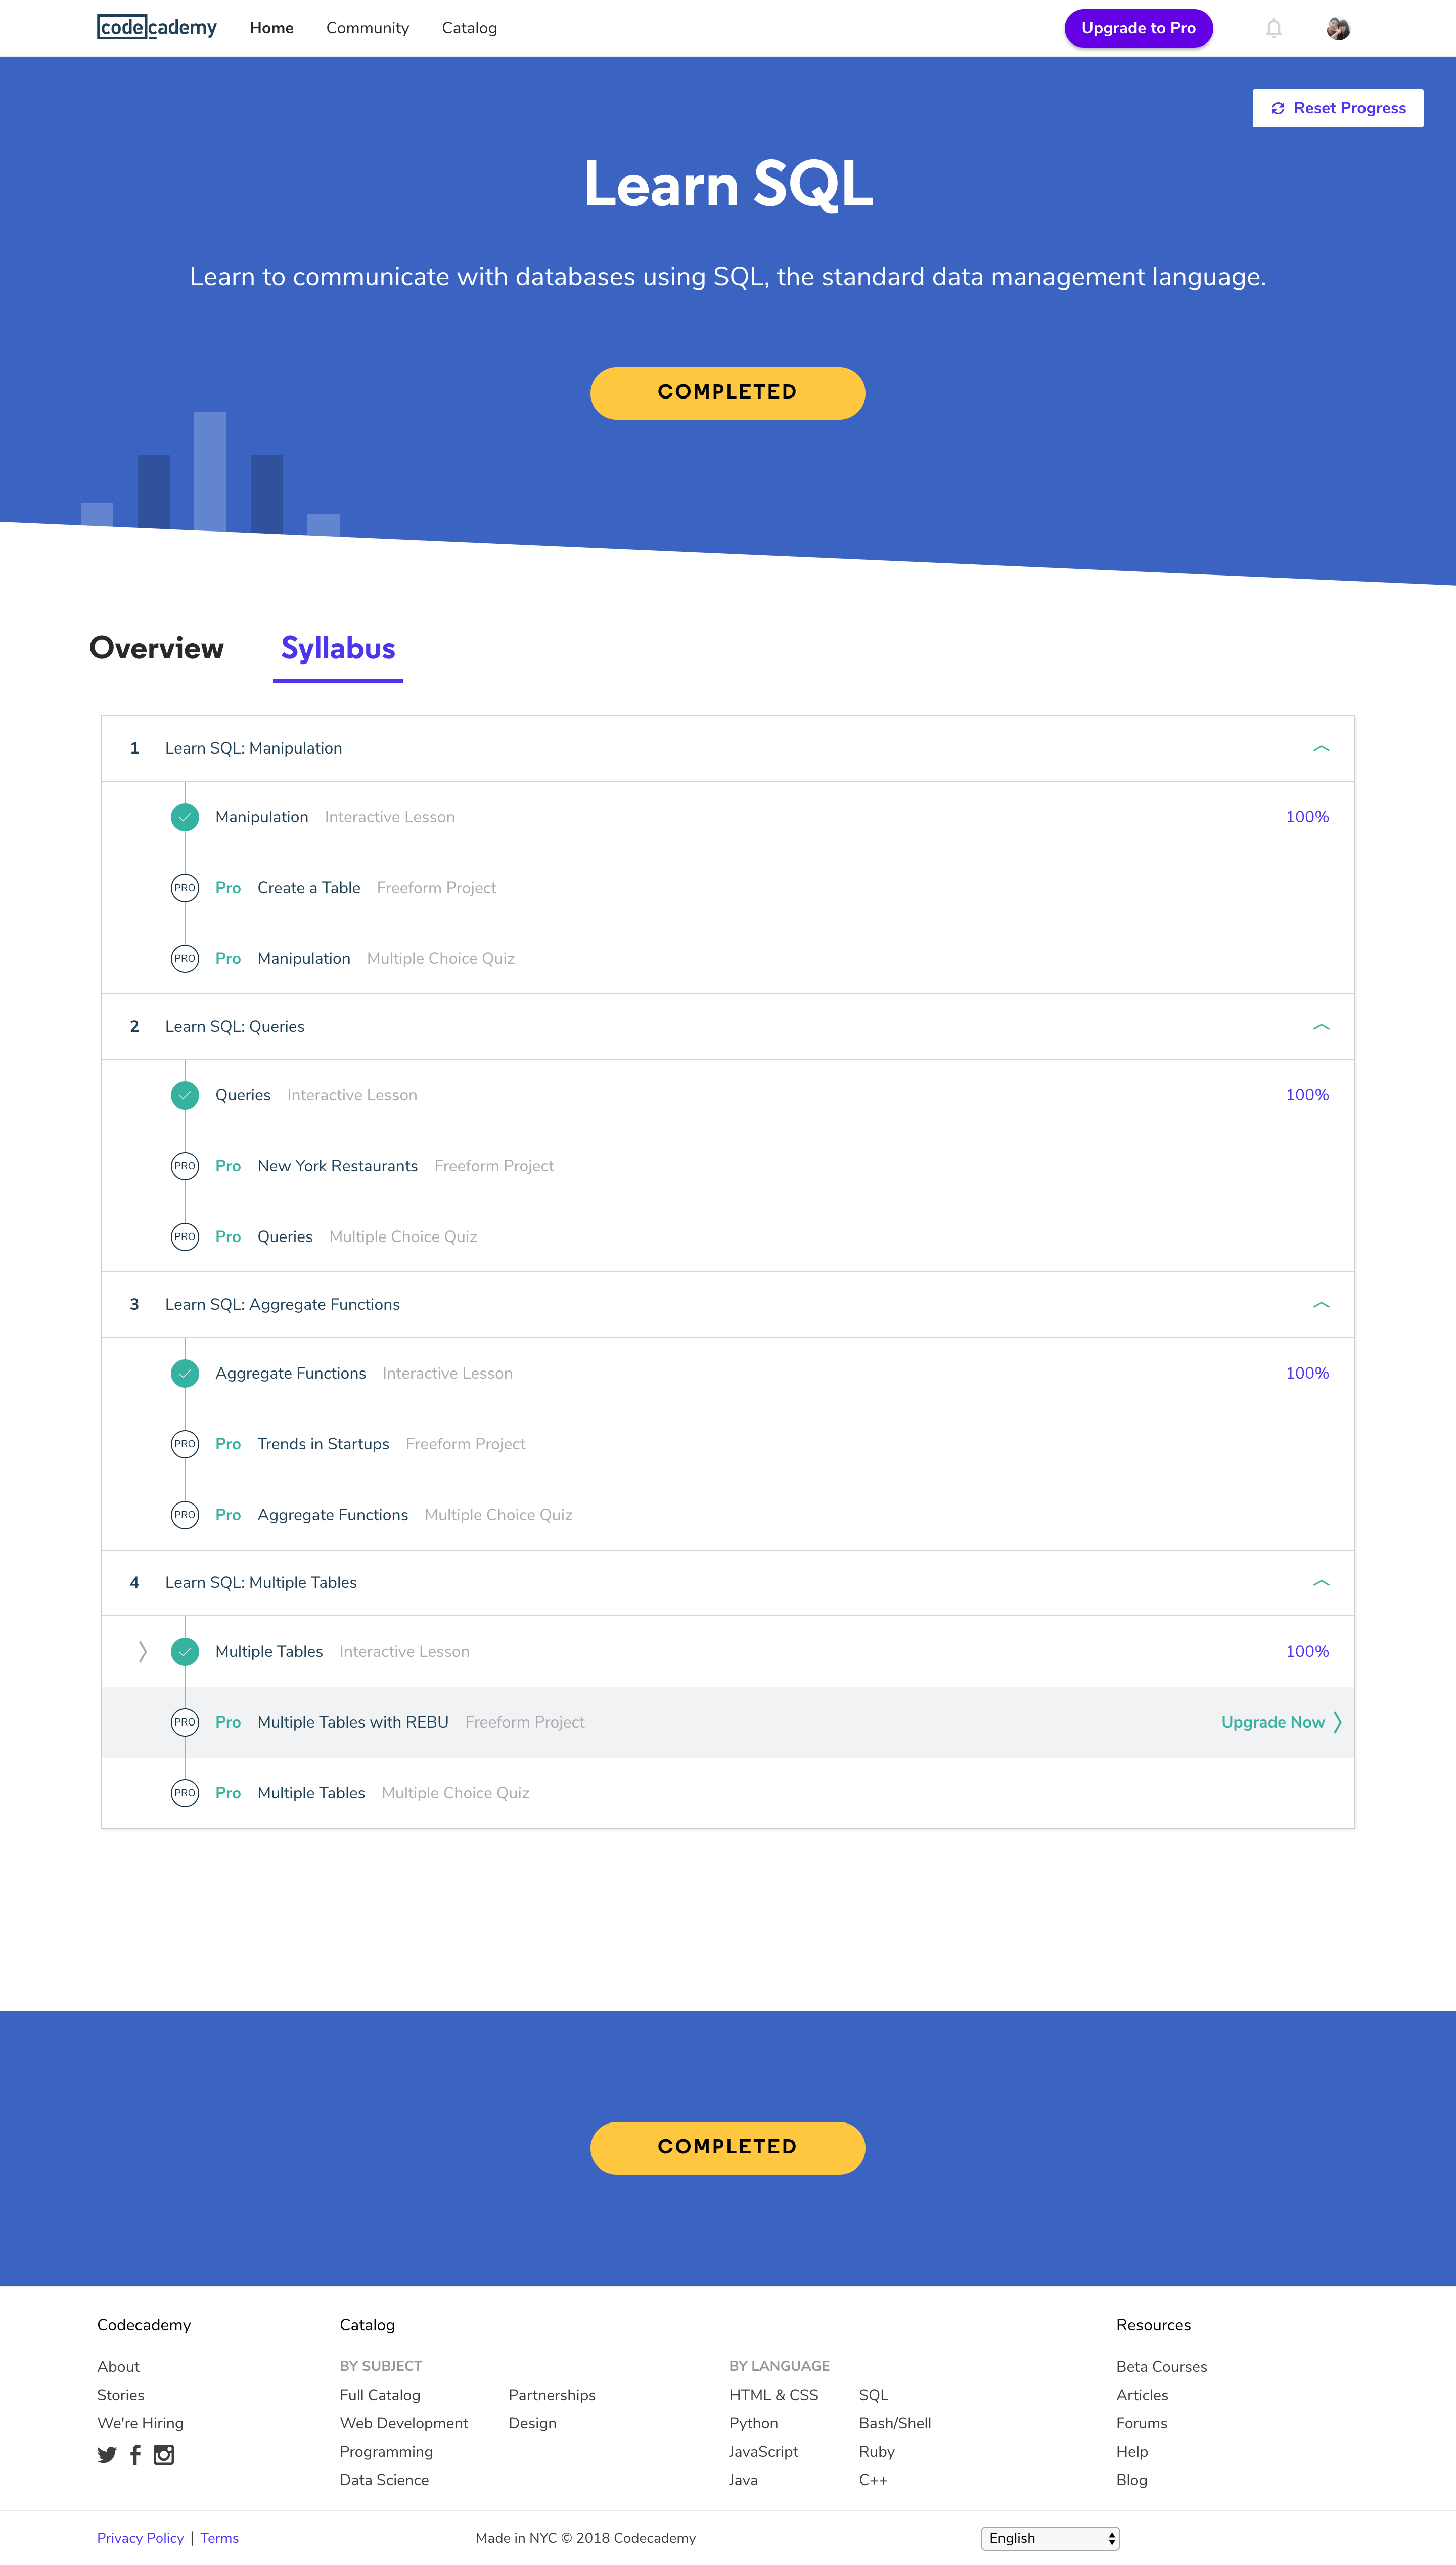 codecademy Home Community Catalog Upgrade to Pro
Reset Progress
Learn SQL
Learn to communicate with databases using SQL, the standard data management language.
COMPLETED
Overview Syllabus
1 Learn SQL: Manipulation
Manipulation Interactive Lesson 100%
PRO Pro Create a Table Freeform Project
PRO Pro Manipulation Multiple Choice Quiz
2 Learn SQL: Queries
Queries Interactive Lesson 100%
PRO Pro New York Restaurants Freeform Project
PRO Pro Queries Multiple Choice Quiz
3 Learn SQL: Aggregate Functions
Aggregate Functions Interactive Lesson 100%
PRO Pro Trends in Startups Freeform Project
PRO Pro Aggregate Functions Multiple Choice Quiz
4 Learn SQL: Multiple Tables
Multiple Tables Interactive Lesson 100%
PRO Pro Multiple Tables with REBU Freeform Project Upgrade Now
PRO Pro Multiple Tables Multiple Choice Quiz
COMPLETED
Codecademy Catalog Resources
About BY SUBJECT BY LANGUAGE Beta Courses
Stories Full Catalog Partnerships HTML & CSS SQL Articles
We're Hiring Web Development Design Python Bash/Shell Forums
Programming JavaScript Ruby Help
Data Science Java C++ Blog
Privacy Policy | Terms Made in NYC © 2018 Codecademy English